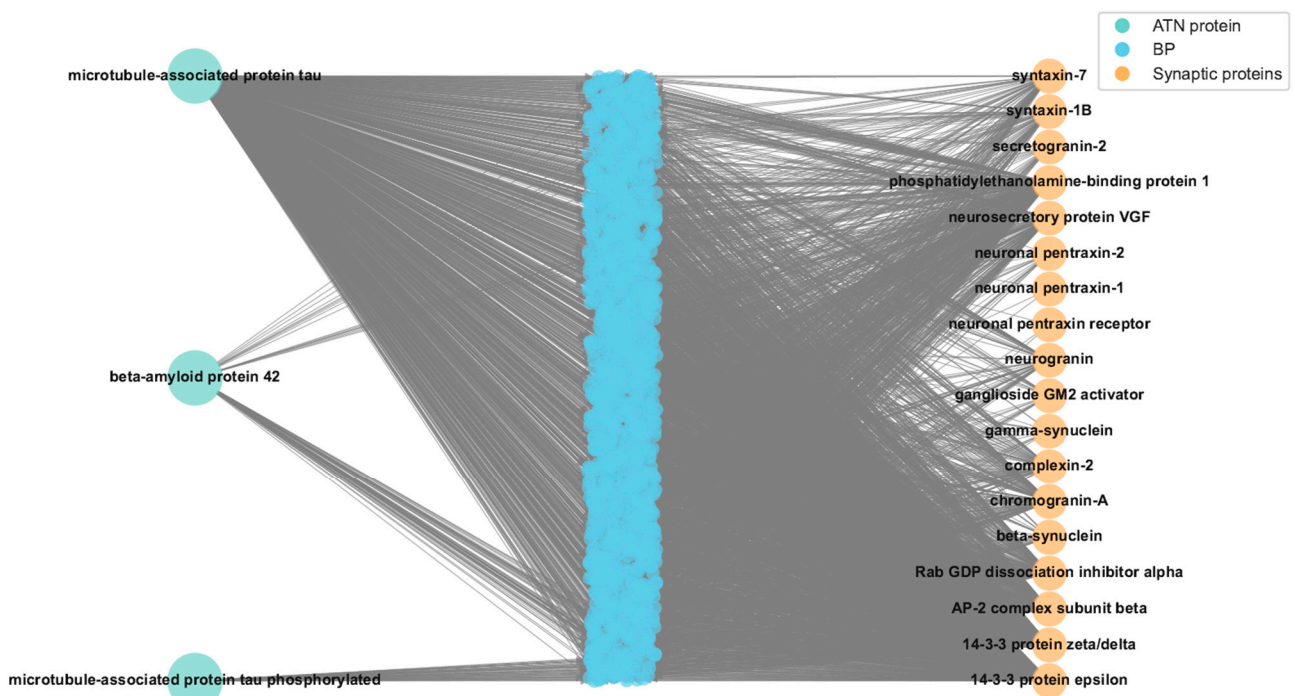 ATN protein
BP
Synaptic proteins
microtubule-associated protein tau
beta-amyloid protein 42
microtubule-associated protein tau phosphorylated
syntaxin-7
syntaxin-1B
secretogranin-2
phosphatidylethanolamine-binding protein 1
neurosecretory protein VGF
neuronal pentraxin-2
neuronal pentraxin-1
neuronal pentraxin receptor
neurogranin
ganglioside GM2 activator
gamma-synuclein
complexin-2
chromogranin-A
beta-synuclein
Rab GDP dissociation inhibitor alpha
AP-2 complex subunit beta
14-3-3 protein zeta/delta
14-3-3 protein epsilon